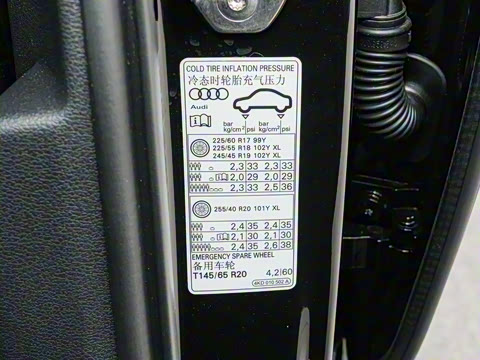 COLD TIRE INFLATION PRESSURE
冷态时轮胎充气压力
Audi
bar kg/cm² psi bar kg/cm² psi
225/60 R17 99Y
225/55 R18 102Y XL
245/45 R19 102Y XL
2,3 33 2,3 33
2,0 29 2,0 29
2,3 33 2,5 36
255/40 R20 101Y XL
2,4 35 2,4 35
2,1 30 2,1 30
2,4 35 2,6 38
EMERGENCY SPARE WHEEL
备用车轮
T145/65 R20 4,2 60
4KD 010 502 A